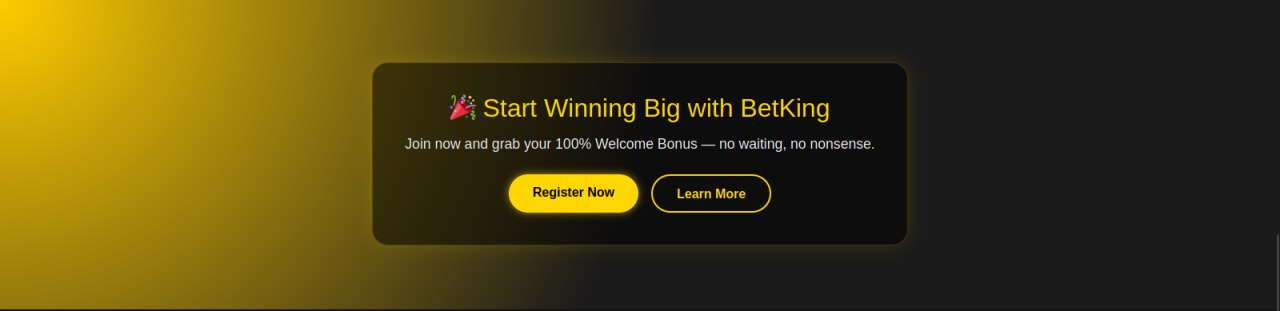 🎉 Start Winning Big with BetKing
Join now and grab your 100% Welcome Bonus — no waiting, no nonsense.
Register Now
Learn More